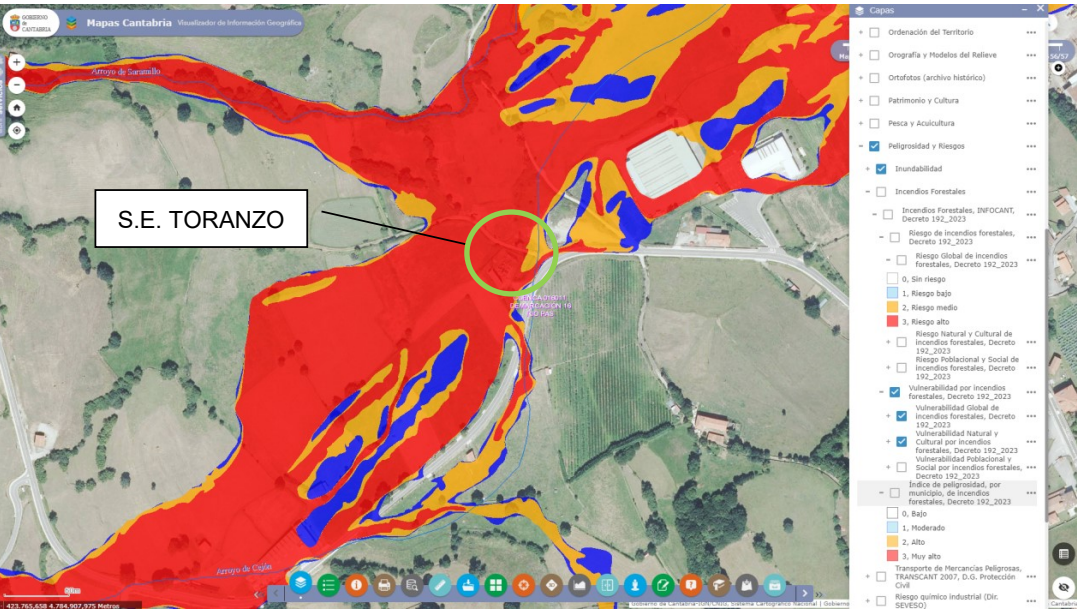 GOBIERNO
de
CANTABRIA
Mapas Cantabria Visualizador de Información Geográfica
Arroyo de Saramillo
S.E. TORANZO
Arroyo de Cejón
423.765,658 4.784.907,975 Metros
Capas
Ordenación del Territorio
Orografía y Modelos del Relieve
Ortofotos (archivo histórico)
Patrimonio y Cultura
Pesca y Acuicultura
Peligrosidad y Riesgos
Inundabilidad
Incendios Forestales
Incendios Forestales, INFOCANT,
Decreto 192_2023
Riesgo de incendios forestales,
Decreto 192_2023
Riesgo Global de incendios
forestales, Decreto 192_2023
0, Sin riesgo
1, Riesgo bajo
2, Riesgo medio
3, Riesgo alto
Riesgo Natural y Cultural de
incendios forestales, Decreto
192_2023
Riesgo Poblacional y Social de
incendios forestales, Decreto
192_2023
Vulnerabilidad por incendios
forestales, Decreto 192_2023
Vulnerabilidad Global de
incendios forestales, Decreto
192_2023
Vulnerabilidad Natural y
Cultural por incendios
forestales, Decreto 192_2023
Vulnerabilidad Poblacional y
Social por incendios forestales,
Decreto 192_2023
Índice de peligrosidad, por
municipio, de incendios
forestales, Decreto 192_2023
0, Bajo
1, Moderado
2, Alto
3, Muy alto
Transporte de Mercancías Peligrosas,
TRANSCANT 2007, D.G. Protección
Civil
Riesgo químico industrial (Dir.
SEVESO)